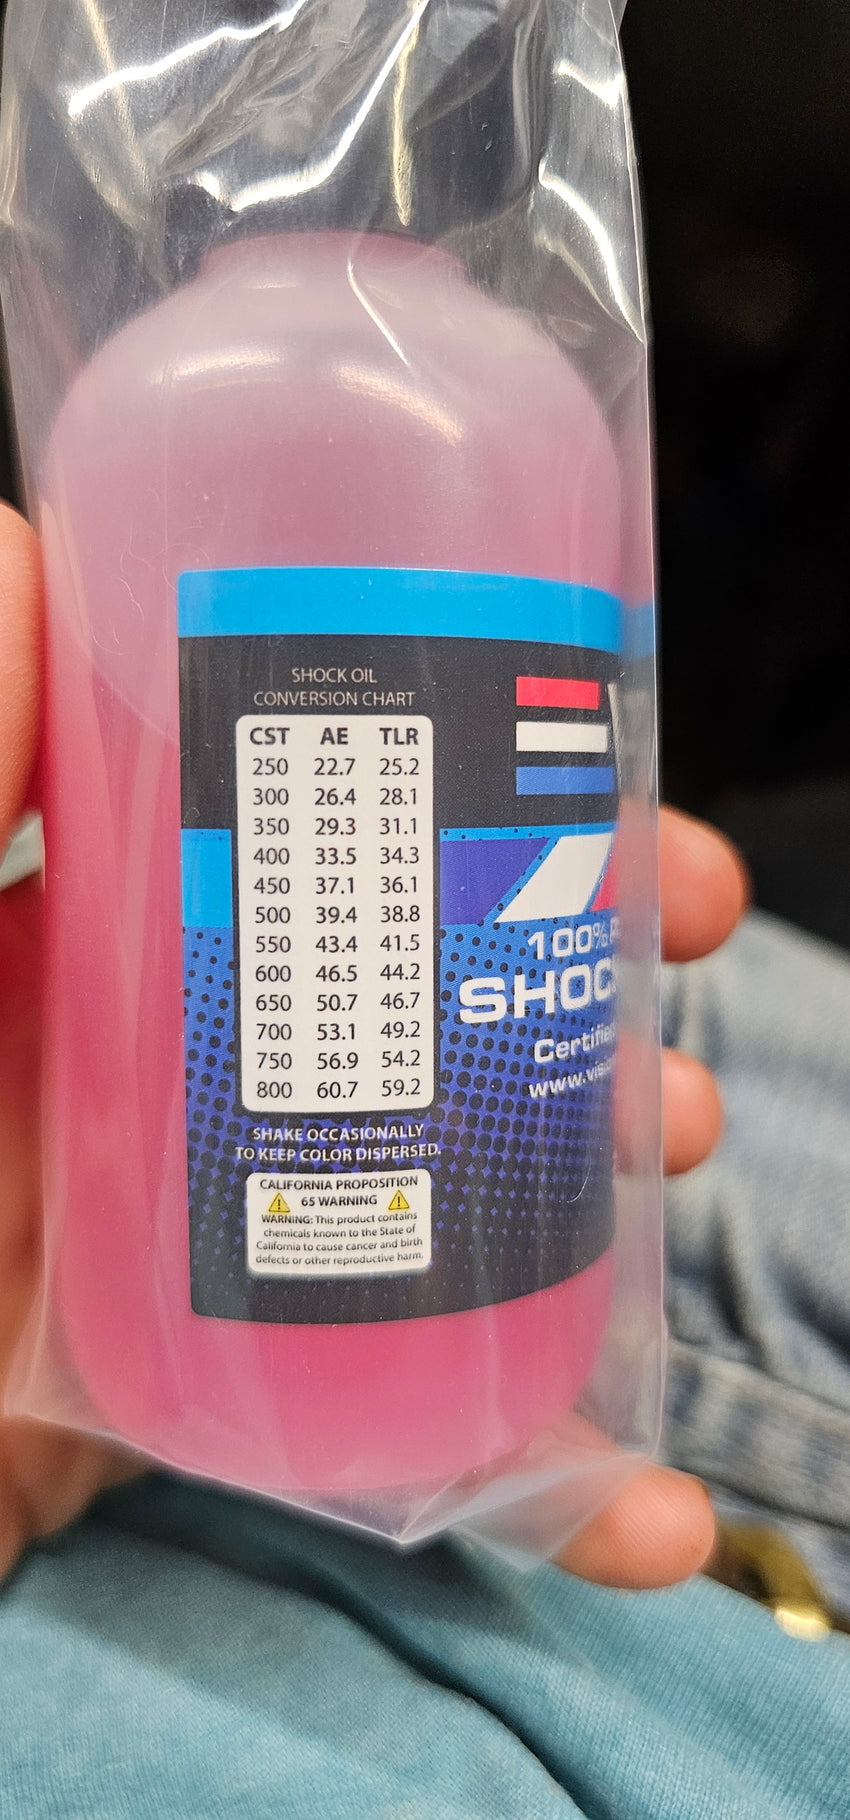 SHOCK OIL
CONVERSION CHART
CST AE TLR
250 22.7 25.2
300 26.4 28.1
350 29.3 31.1
400 33.5 34.3
450 37.1 36.1
500 39.4 38.8
550 43.4 41.5
600 46.5 44.2
650 50.7 46.7
700 53.1 49.2
750 56.9 54.2
800 60.7 59.2
SHAKE OCCASIONALLY
TO KEEP COLOR DISPERSED.
CALIFORNIA PROPOSITION
65 WARNING
WARNING: This product contains
chemicals known to the State of
California to cause cancer and birth
defects or other reproductive harm.
100%